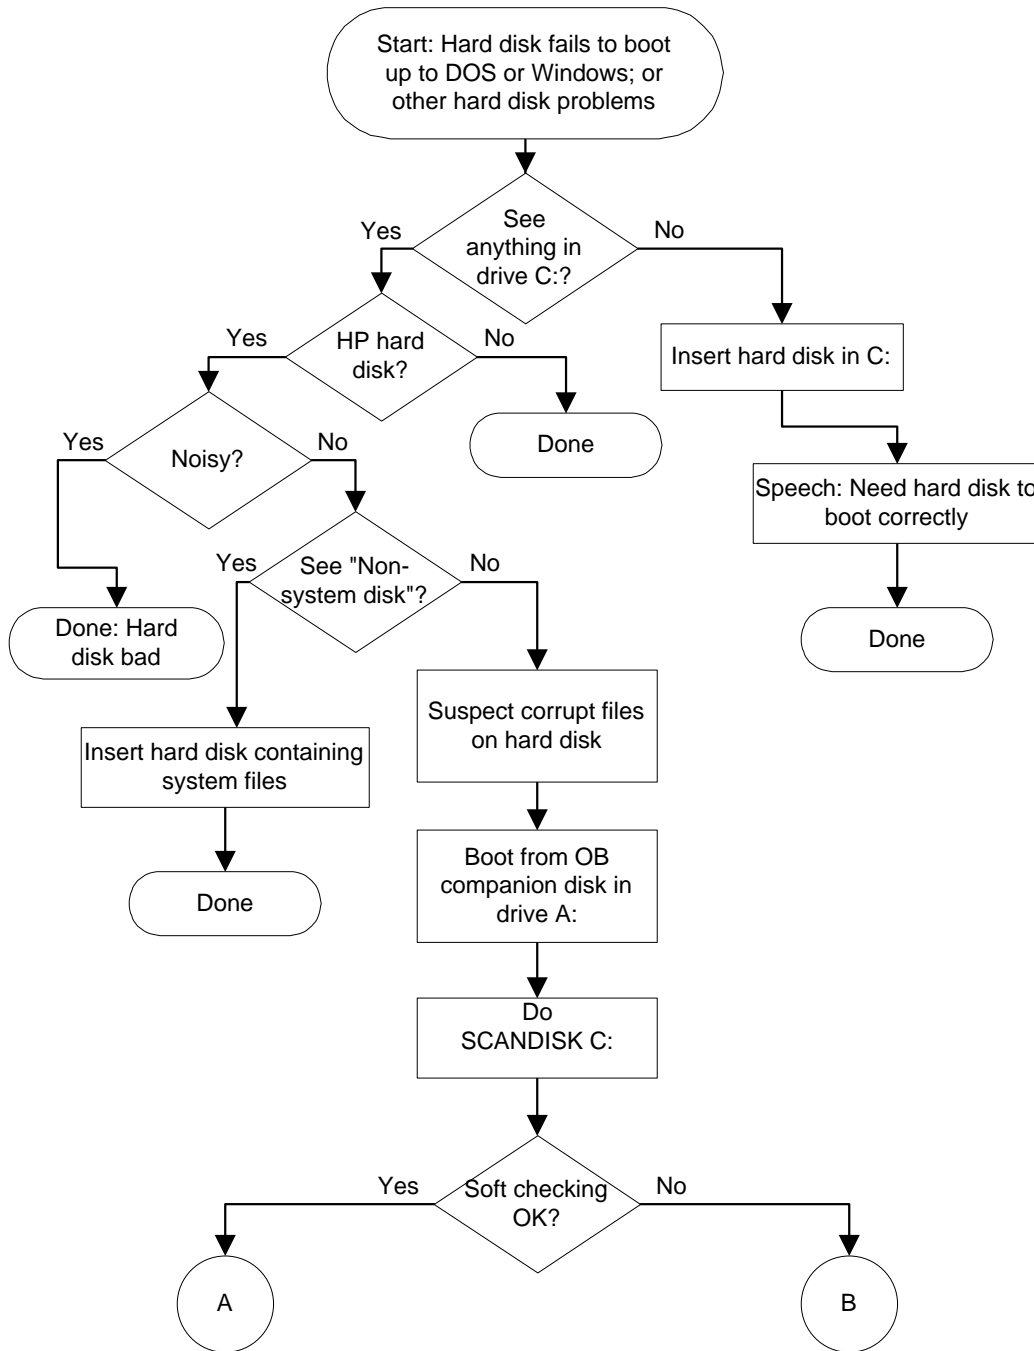 Start: Hard disk fails to boot
up to DOS or Windows; or
other hard disk problems
See
anything in
drive C:?
Yes
No
HP hard
disk?
Yes
No
Insert hard disk in C:
Done
Noisy?
Yes
No
Speech: Need hard disk to
boot correctly
See "Non-
system disk"?
Yes
No
Done: Hard
disk bad
Done
Suspect corrupt files
on hard disk
Insert hard disk containing
system files
Boot from OB
companion disk in
drive A:
Done
Do
SCANDISK C:
Soft checking
OK?
Yes
No
A
B